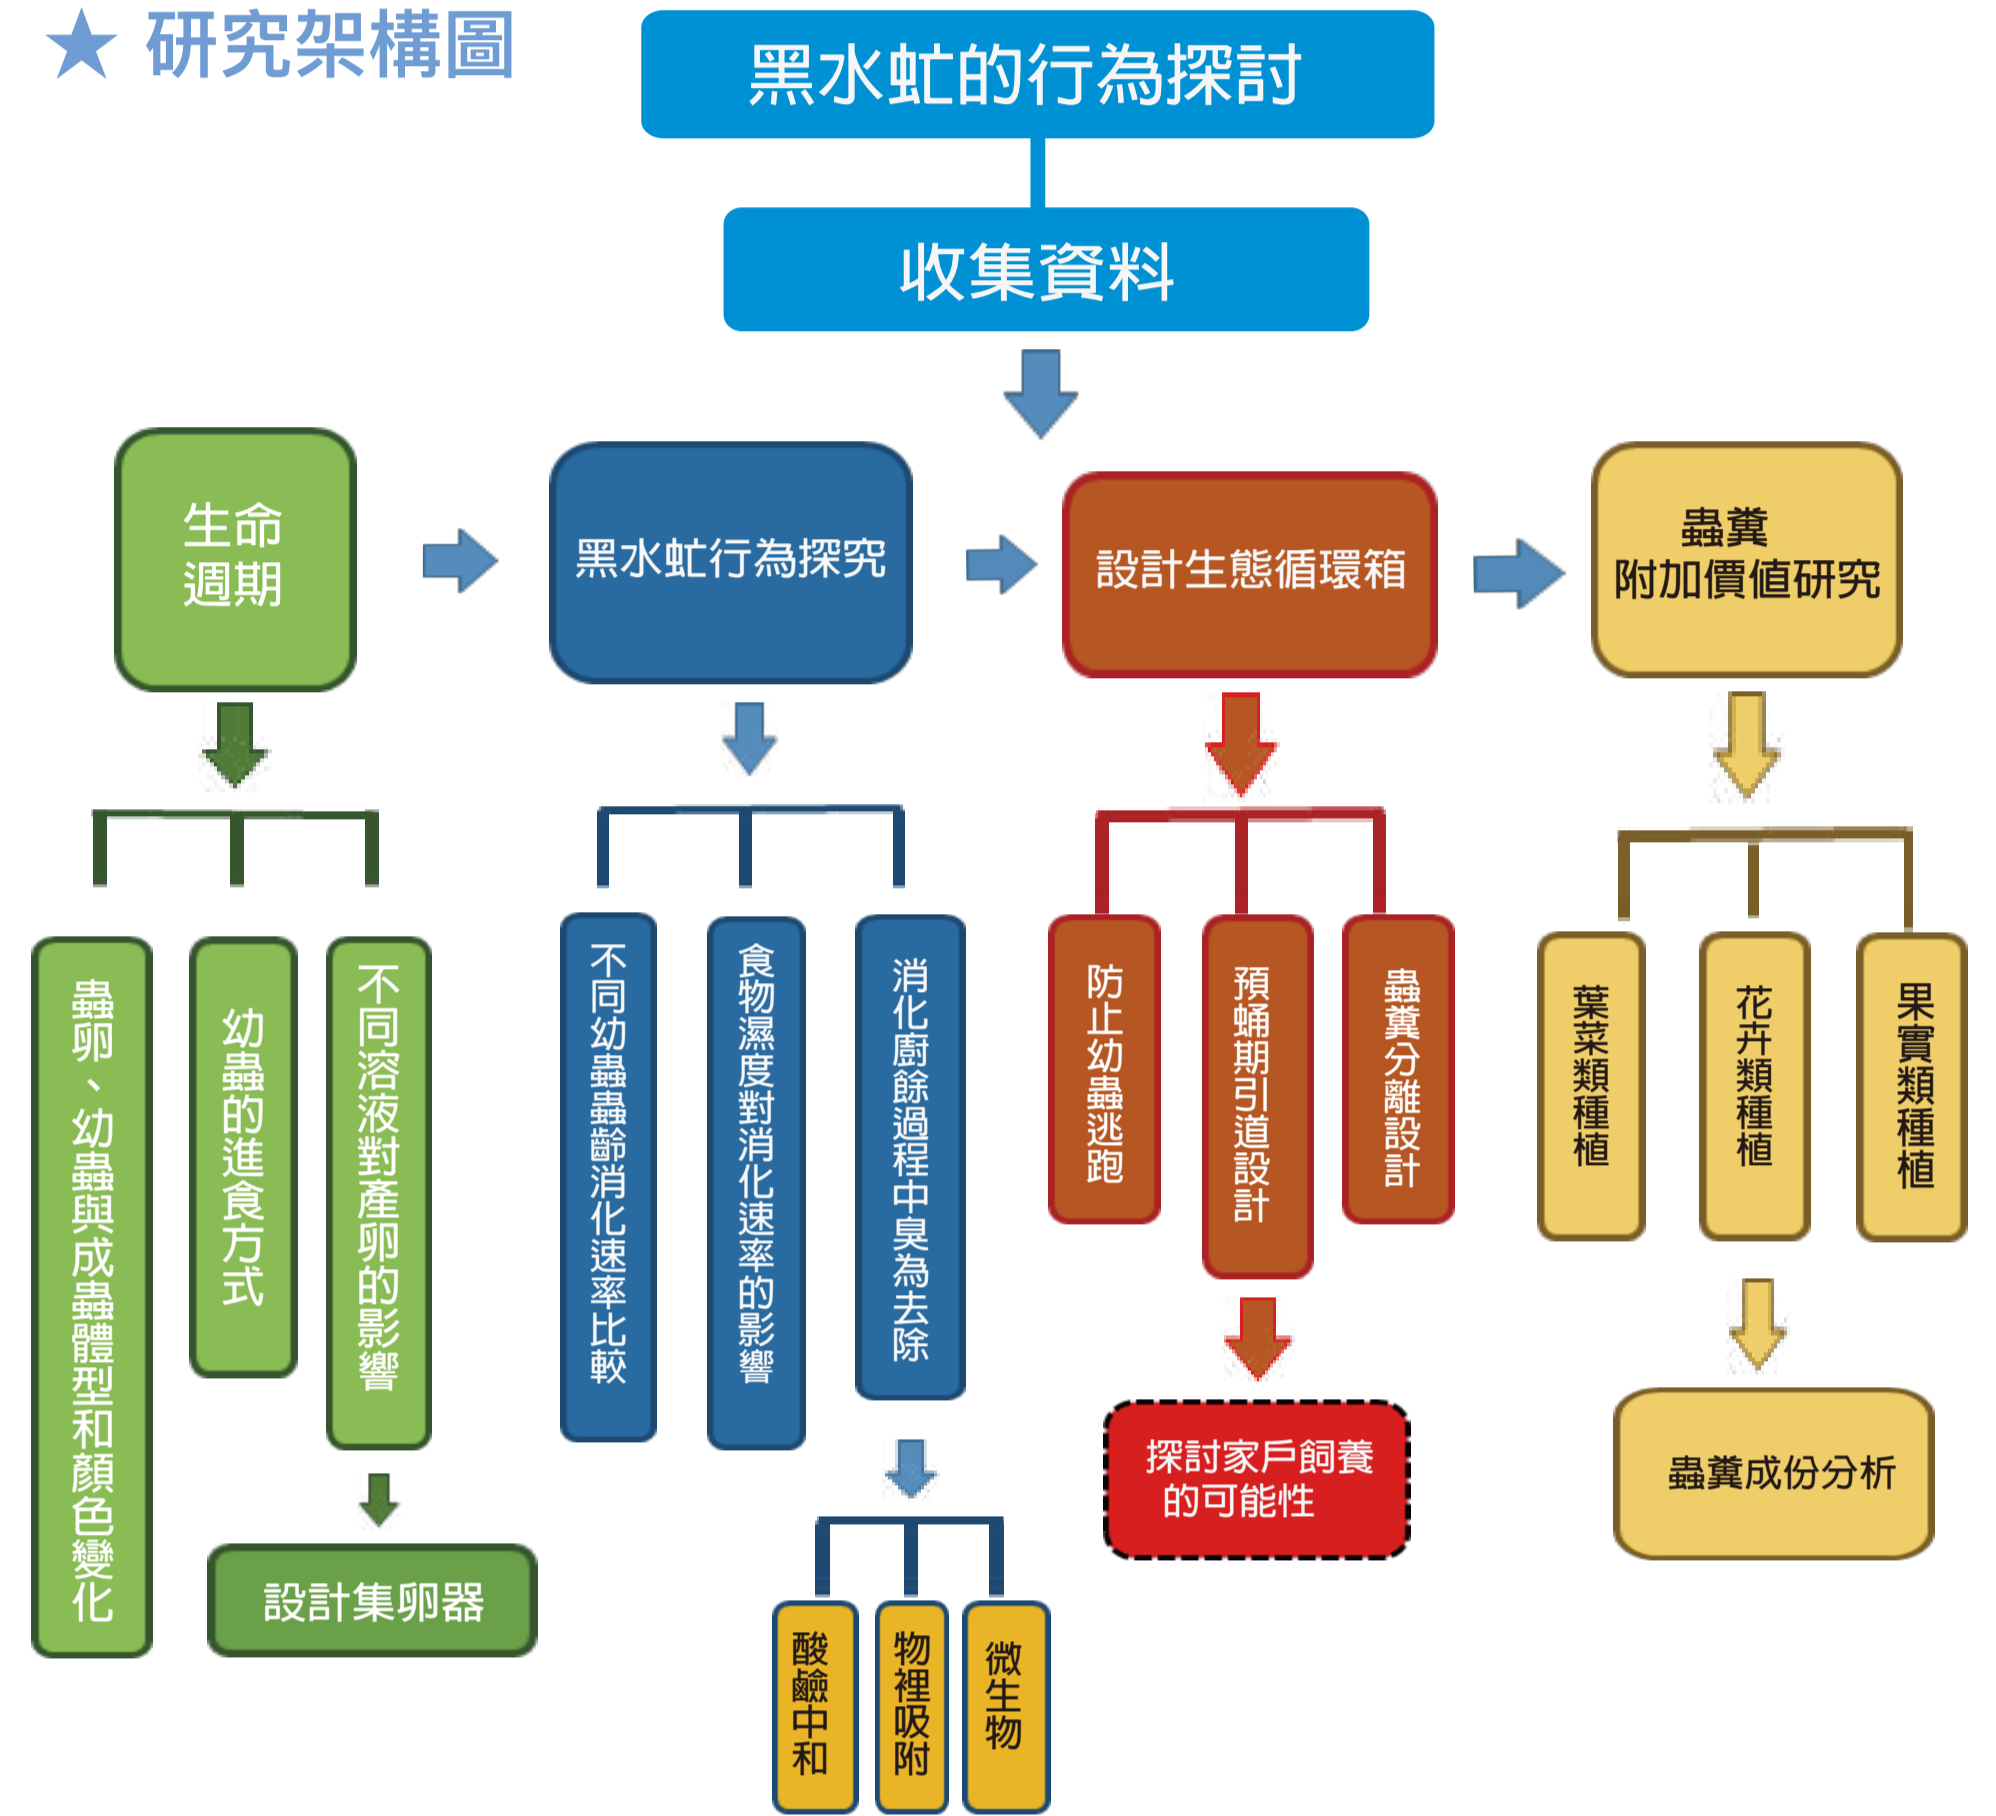 ★ 研究架構圖
黑水虻的行為探討
收集資料
生命
週期
黑水虻行為探究
設計生態循環箱
蟲糞
附加價值研究
蟲卵、幼蟲與成蟲體型和顏色變化
幼蟲的進食方式
不同溶液對產卵的影響
不同幼蟲蟲齡消化速率比較
食物濕度對消化速率的影響
消化廚餘過程中臭為去除
防止幼蟲逃跑
預蛹期引道設計
蟲糞分離設計
葉菜類種植
花卉類種植
果實類種植
設計集卵器
探討家戶飼養
的可能性
蟲糞成份分析
酸鹼中和
物裡吸附
微生物